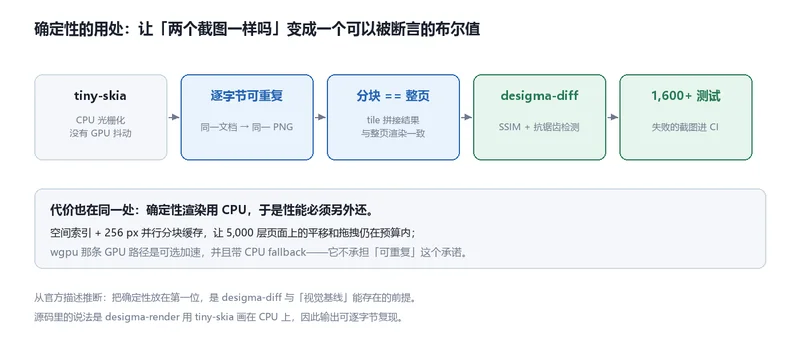 确定性的用处：让「两个截图一样吗」变成一个可以被断言的布尔值
tiny-skia
CPU 光栅化
没有 GPU 抖动
逐字节可重复
同一文档 → 同一 PNG
分块 == 整页
tile 拼接结果
与整页渲染一致
desigma-diff
SSIM + 抗锯齿检测
1,600+ 测试
失败的截图进 CI
代价也在同一处：确定性渲染用 CPU，于是性能必须另外还。
空间索引 + 256 px 并行分块缓存，让 5,000 层页面上的平移和拖拽仍在预算内；
wgpu 那条 GPU 路径是可选加速，并且带 CPU fallback——它不承担「可重复」这个承诺。
从官方描述推断：把确定性放在第一位，是 desigma-diff 与「视觉基线」能存在的前提。
源码里的说法是 desigma-render 用 tiny-skia 画在 CPU 上，因此输出可逐字节复现。